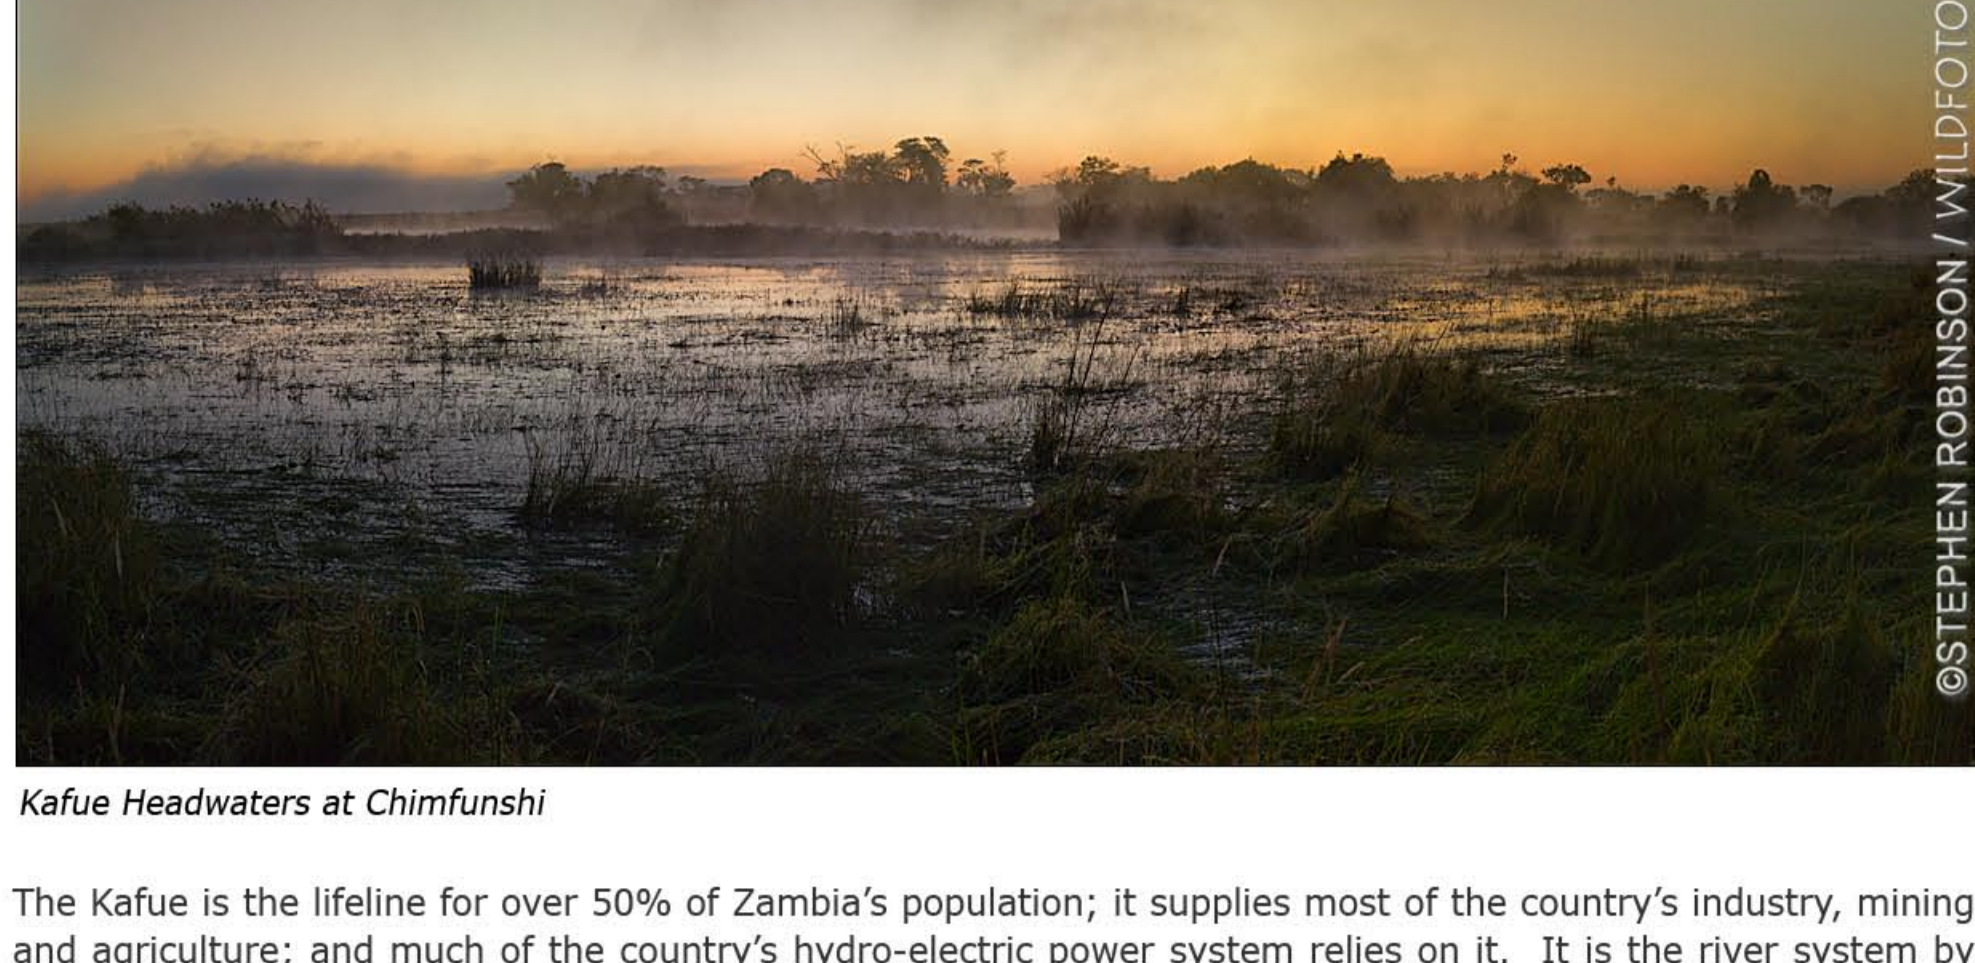 ©STEPHEN ROBINSON / WILDFOTO
Kafue Headwaters at Chimfunshi
The Kafue is the lifeline for over 50% of Zambia’s population; it supplies most of the country’s industry, mining
and agriculture; and much of the country’s hydro-electric power system relies on it. It is the river system by